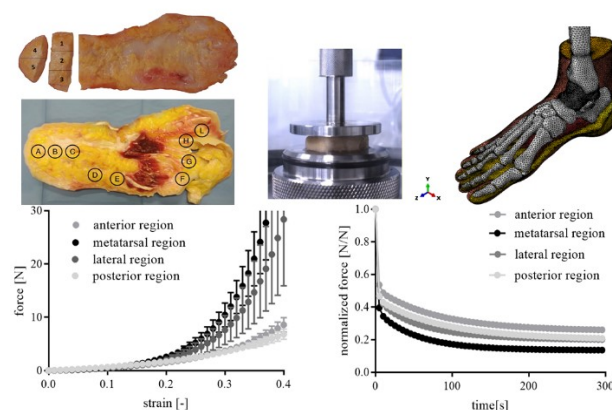 4
1
5
2
3
L
H
A B C
G
D
E
F
Y
Z X
30
20
10
0
0.0 0.1 0.2 0.3 0.4
force [N]
strain [-]
anterior region
metatarsal region
lateral region
posterior region
1.0
0.8
0.6
0.4
0.2
0.0
0 100 200 300
normalized force [N/N]
time[s]
anterior region
metatarsal region
lateral region
posterior region